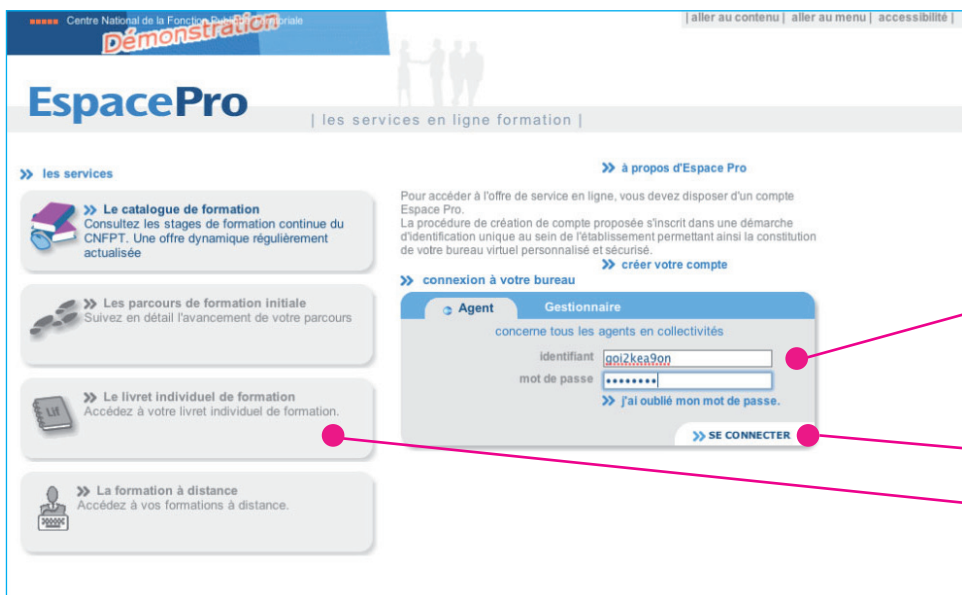 Centre National de la Fonction Publique Territoriale
Démonstration
| aller au contenu | aller au menu | accessibilité |
EspacePro
| les services en ligne formation |
les services
Le catalogue de formation
Consultez les stages de formation continue du
CNFPT. Une offre dynamique régulièrement
actualisée
Les parcours de formation initiale
Suivez en détail l'avancement de votre parcours
Lif
Le livret individuel de formation
Accédez à votre livret individuel de formation.
La formation à distance
Accédez à vos formations à distance.
à propos d'Espace Pro
Pour accéder à l'offre de service en ligne, vous devez disposer d'un compte
Espace Pro.
La procédure de création de compte proposée s'inscrit dans une démarche
d'identification unique au sein de l'établissement permettant ainsi la constitution
de votre bureau virtuel personnalisé et sécurisé.
créer votre compte
connexion à votre bureau
Agent Gestionnaire
concerne tous les agents en collectivités
identifiant goi2kea9on
mot de passe ••••••••
j'ai oublié mon mot de passe.
SE CONNECTER